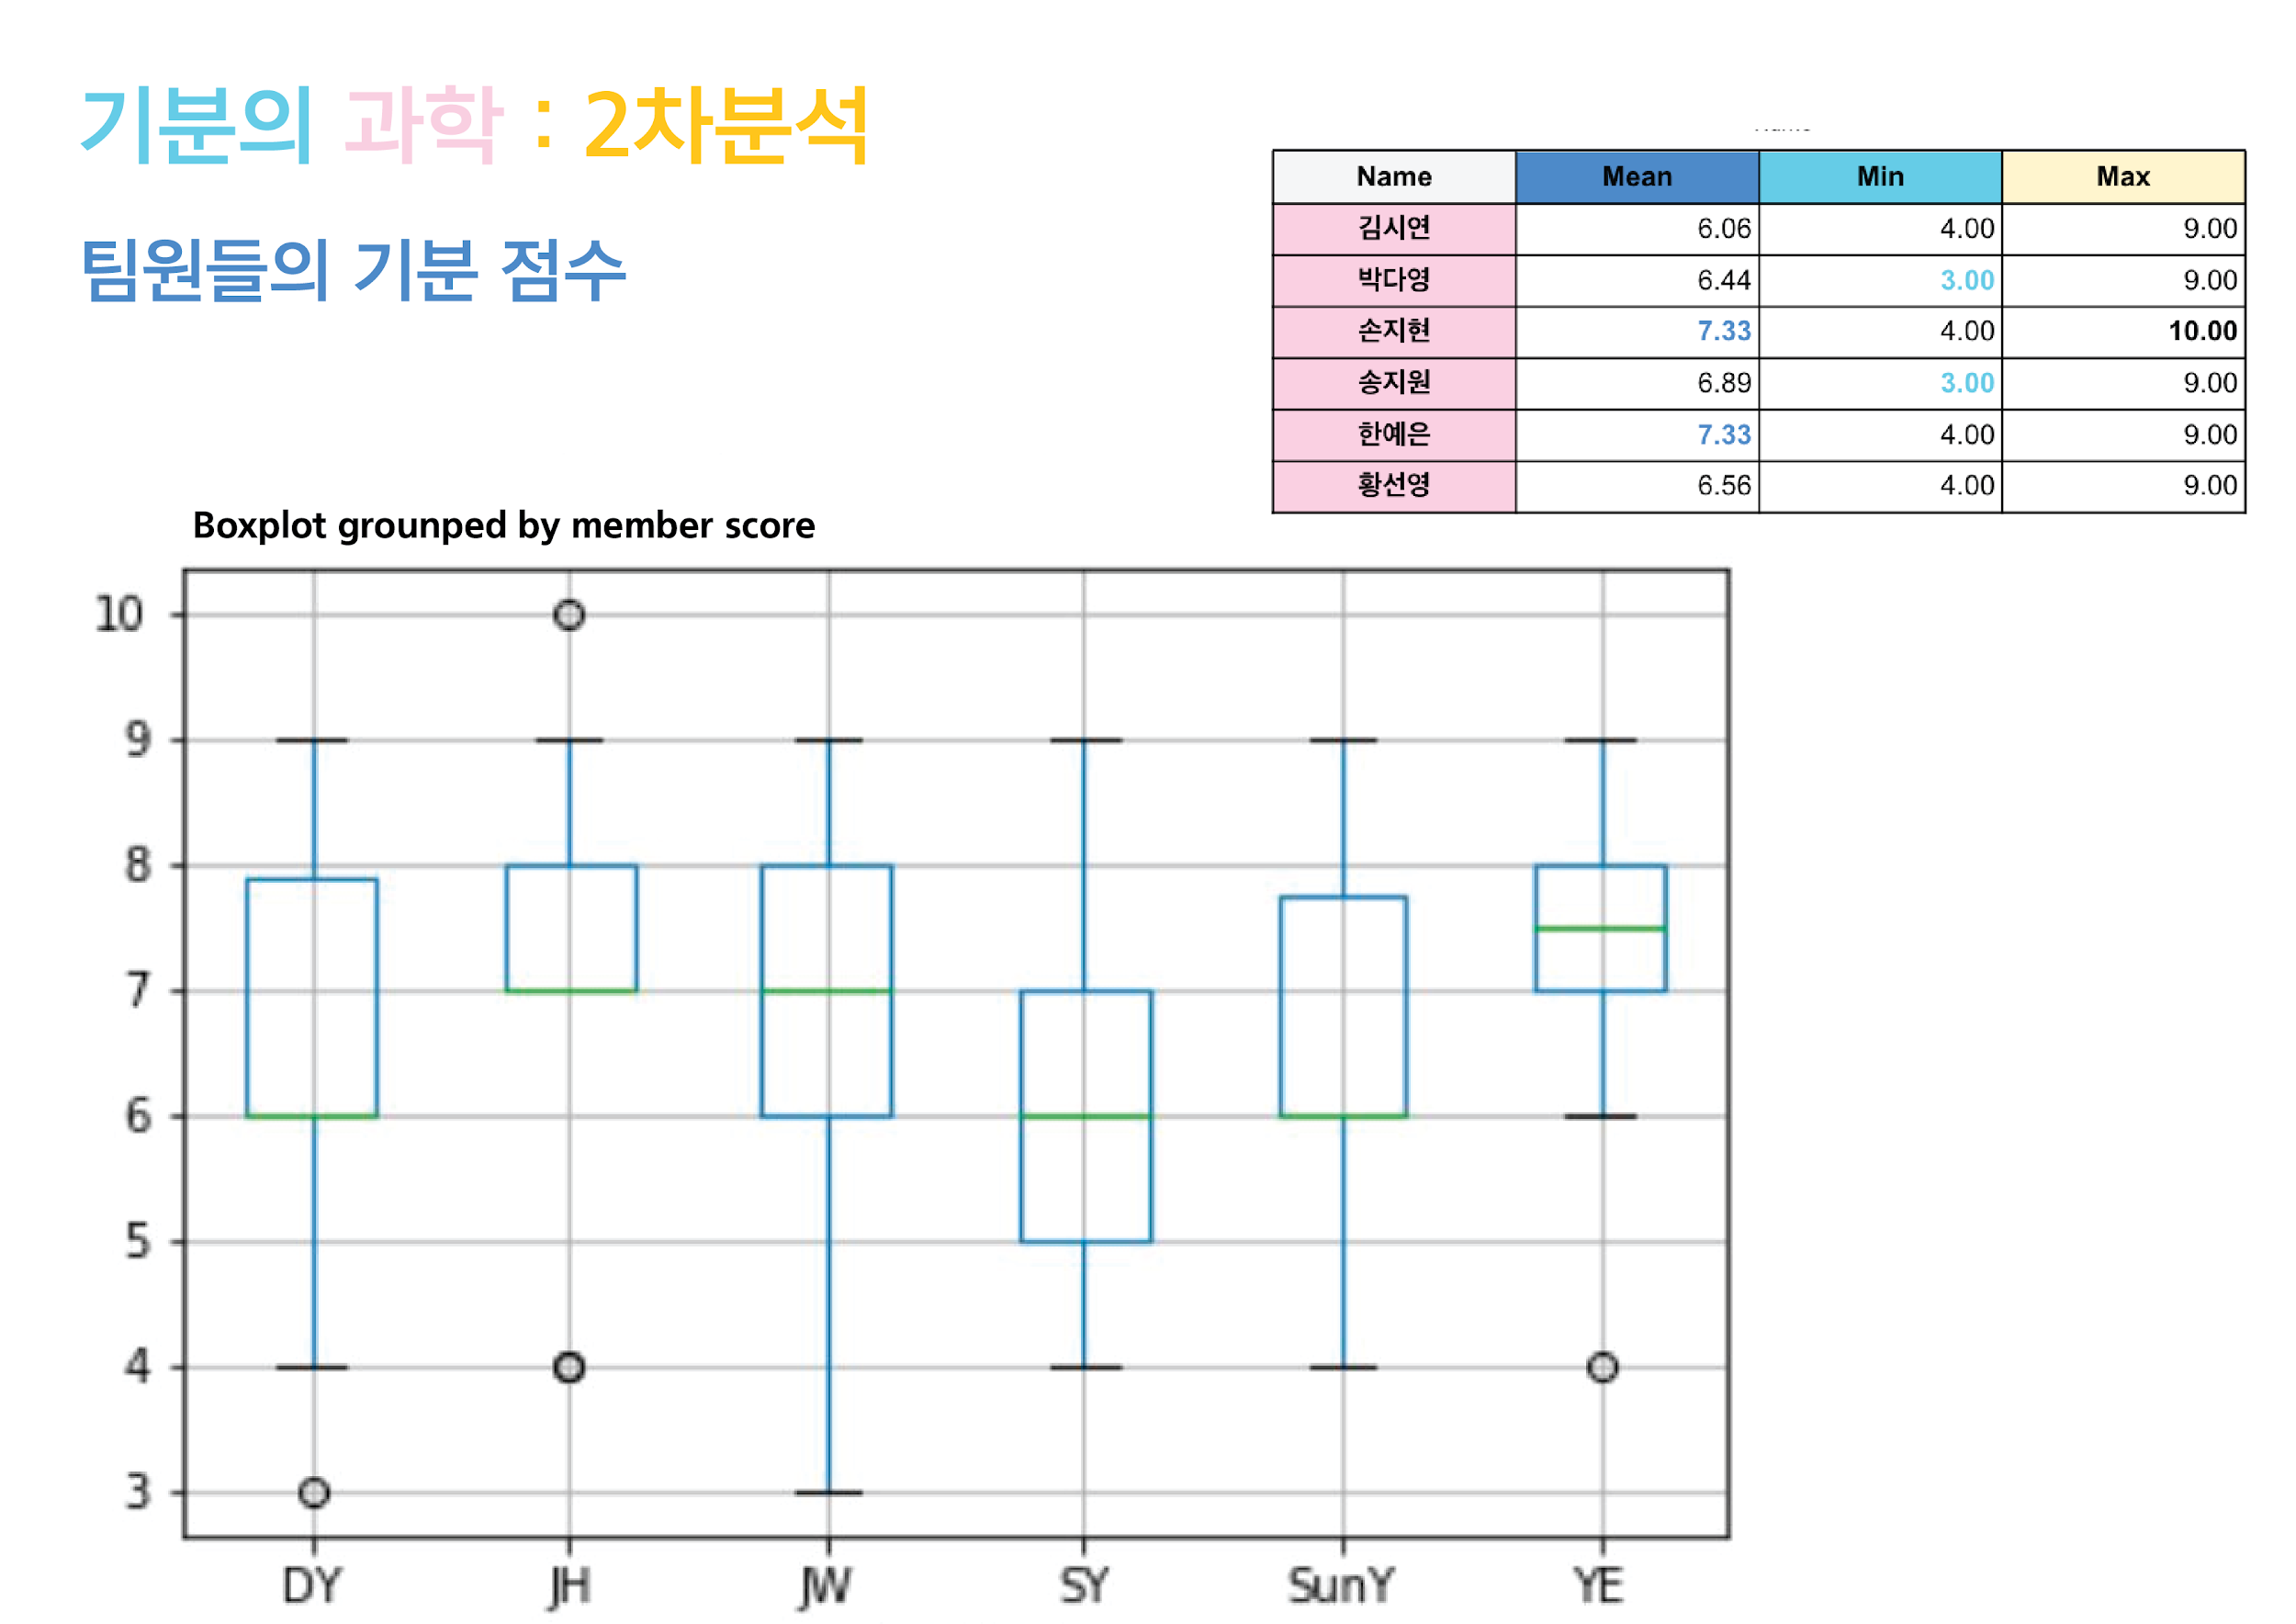 기분의 과학 : 2차분석
팀원들의 기분 점수
Name Mean Min Max
김시연 6.06 4.00 9.00
박다영 6.44 3.00 9.00
손지현 7.33 4.00 10.00
송지원 6.89 3.00 9.00
한예은 7.33 4.00 9.00
황선영 6.56 4.00 9.00
Boxplot grounped by member score
10
9
8
7
6
5
4
3
DY JH JW SY SunY YE